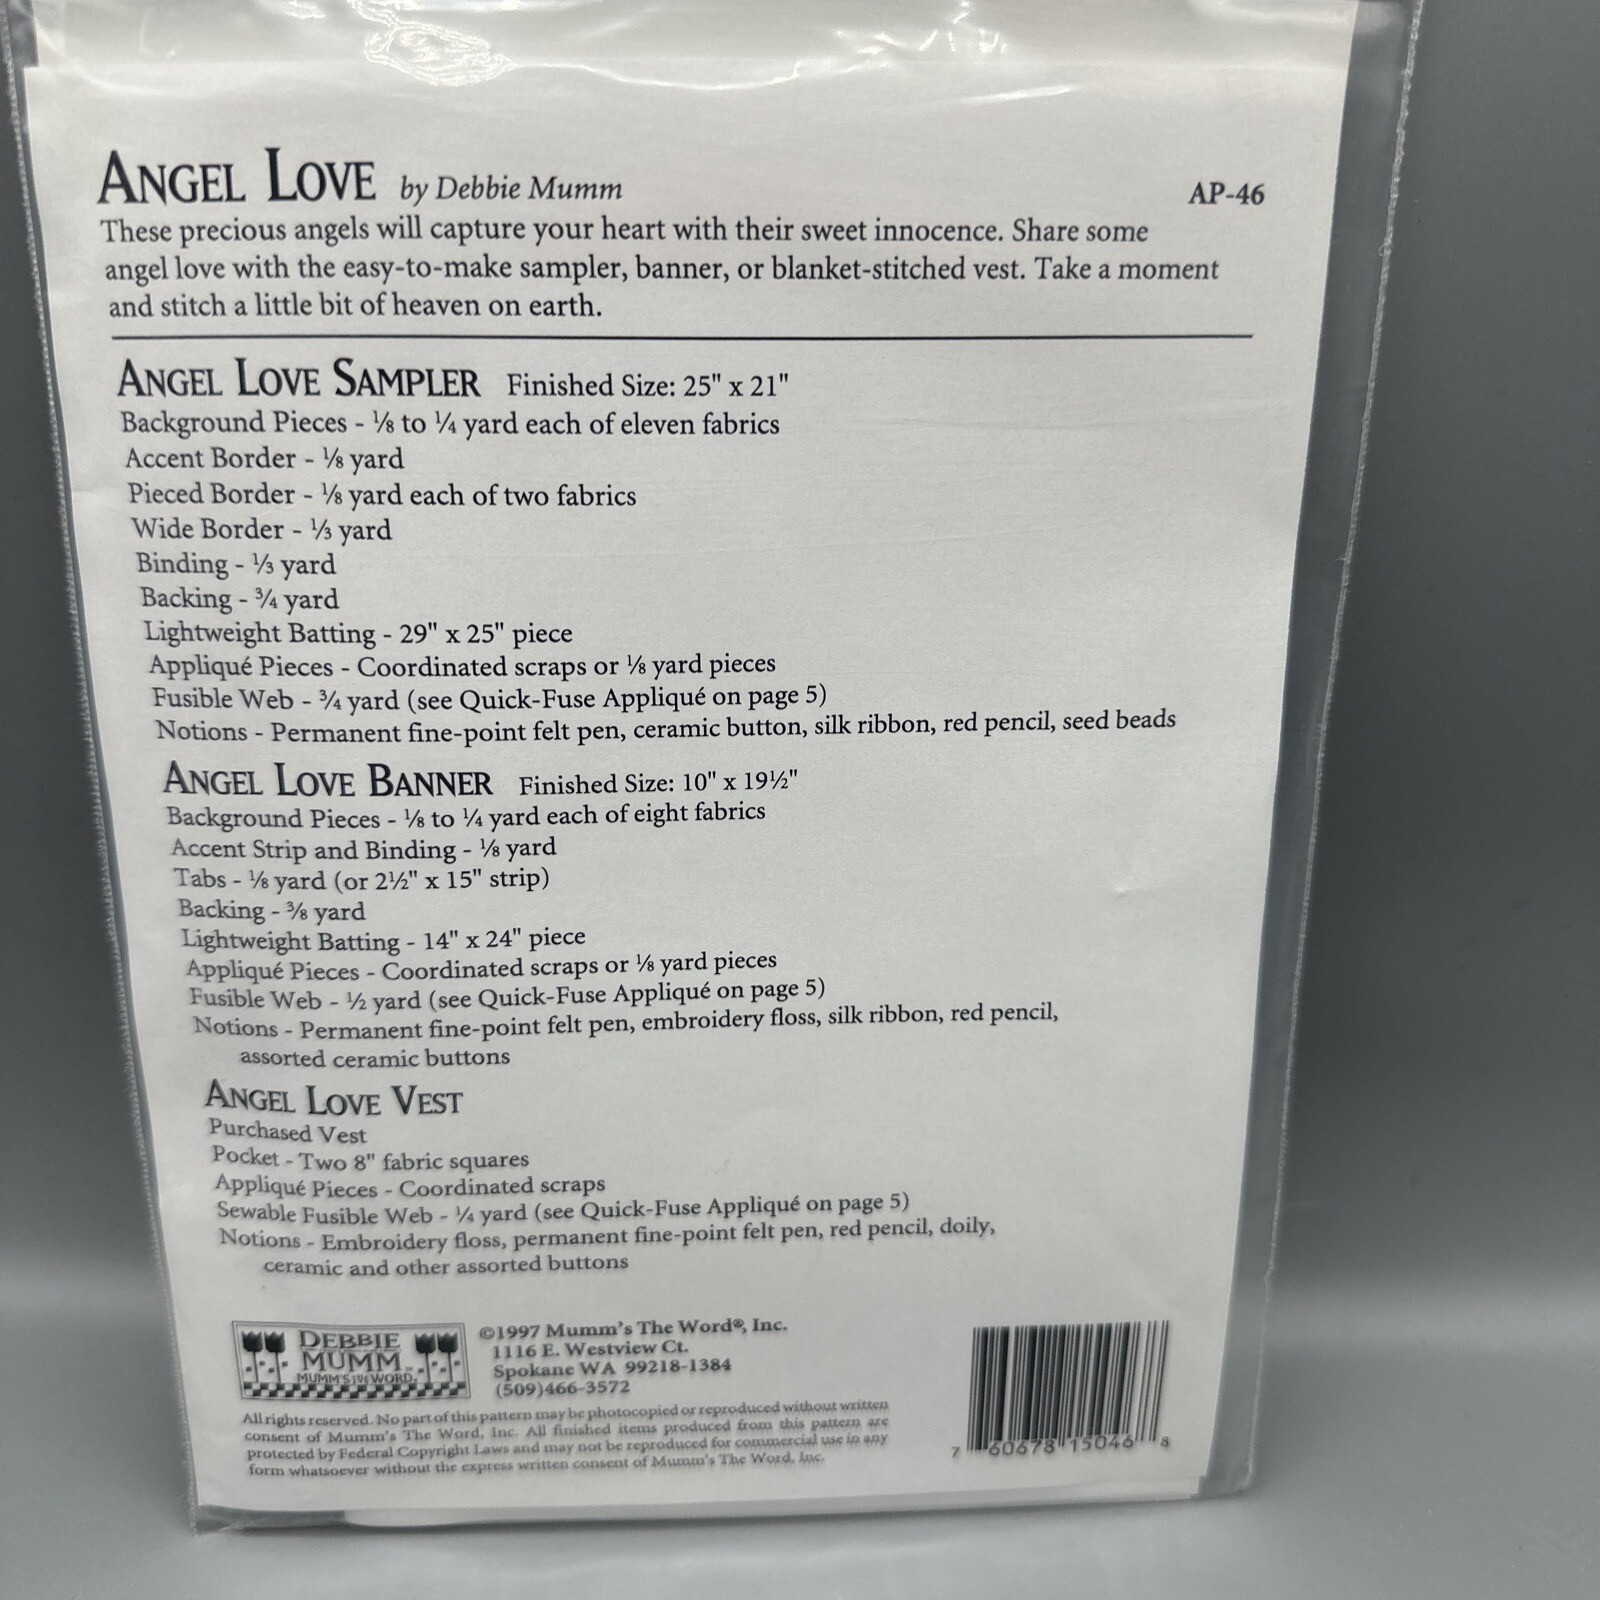 ANGEL LOVE by Debbie Mumm AP-46
These precious angels will capture your heart with their sweet innocence. Share some
angel love with the easy-to-make sampler, banner, or blanket-stitched vest. Take a moment
and stitch a little bit of heaven on earth.
ANGEL LOVE SAMPLER Finished Size: 25" x 21"
Background Pieces - ⅛ to ¼ yard each of eleven fabrics
Accent Border - ⅛ yard
Pieced Border - ⅛ yard each of two fabrics
Wide Border - ⅓ yard
Binding - ⅓ yard
Backing - ¾ yard
Lightweight Batting - 29" x 25" piece
Appliqué Pieces - Coordinated scraps or ⅛ yard pieces
Fusible Web - ¾ yard (see Quick-Fuse Appliqué on page 5)
Notions - Permanent fine-point felt pen, ceramic button, silk ribbon, red pencil, seed beads
ANGEL LOVE BANNER Finished Size: 10" x 19½"
Background Pieces - ⅛ to ¼ yard each of eight fabrics
Accent Strip and Binding - ⅛ yard
Tabs - ⅛ yard (or 2½" x 15" strip)
Backing - ⅜ yard
Lightweight Batting - 14" x 24" piece
Appliqué Pieces - Coordinated scraps or ⅛ yard pieces
Fusible Web - ½ yard (see Quick-Fuse Appliqué on page 5)
Notions - Permanent fine-point felt pen, embroidery floss, silk ribbon, red pencil,
assorted ceramic buttons
ANGEL LOVE VEST
Purchased Vest
Pocket - Two 8" fabric squares
Appliqué Pieces - Coordinated scraps
Sewable Fusible Web - ¼ yard (see Quick-Fuse Appliqué on page 5)
Notions - Embroidery floss, permanent fine-point felt pen, red pencil, doily,
ceramic and other assorted buttons
DEBBIE
MUMM
MUMM'S THE WORD
©1997 Mumm's The Word®, Inc.
1116 E. Westview Ct.
Spokane WA 99218-1384
(509)466-3572
All rights reserved. No part of this pattern may be photocopied or reproduced without written
consent of Mumm's The Word, Inc. All finished items produced from this pattern are
protected by Federal Copyright Laws and may not be reproduced for commercial use in any
form whatsoever without the express written consent of Mumm's The Word, Inc.
7 60678 15046 8